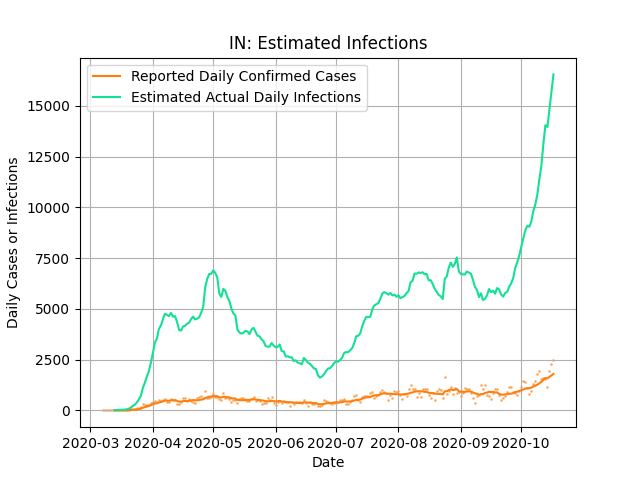 IN: Estimated Infections
Reported Daily Confirmed Cases
Estimated Actual Daily Infections
Daily Cases or Infections
15000
12500
10000
7500
5000
2500
0
2020-03 2020-04 2020-05 2020-06 2020-07 2020-08 2020-09 2020-10
Date